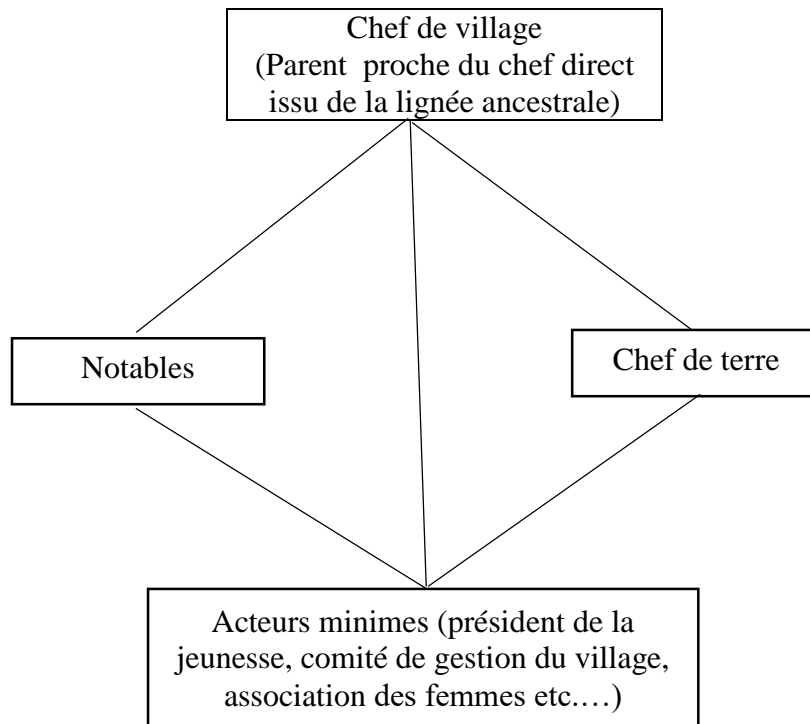 Chef de village
(Parent proche du chef direct
issu de la lignée ancestrale)
Notables
Chef de terre
Acteurs minimes (président de la
jeunesse, comité de gestion du village,
association des femmes etc.…)